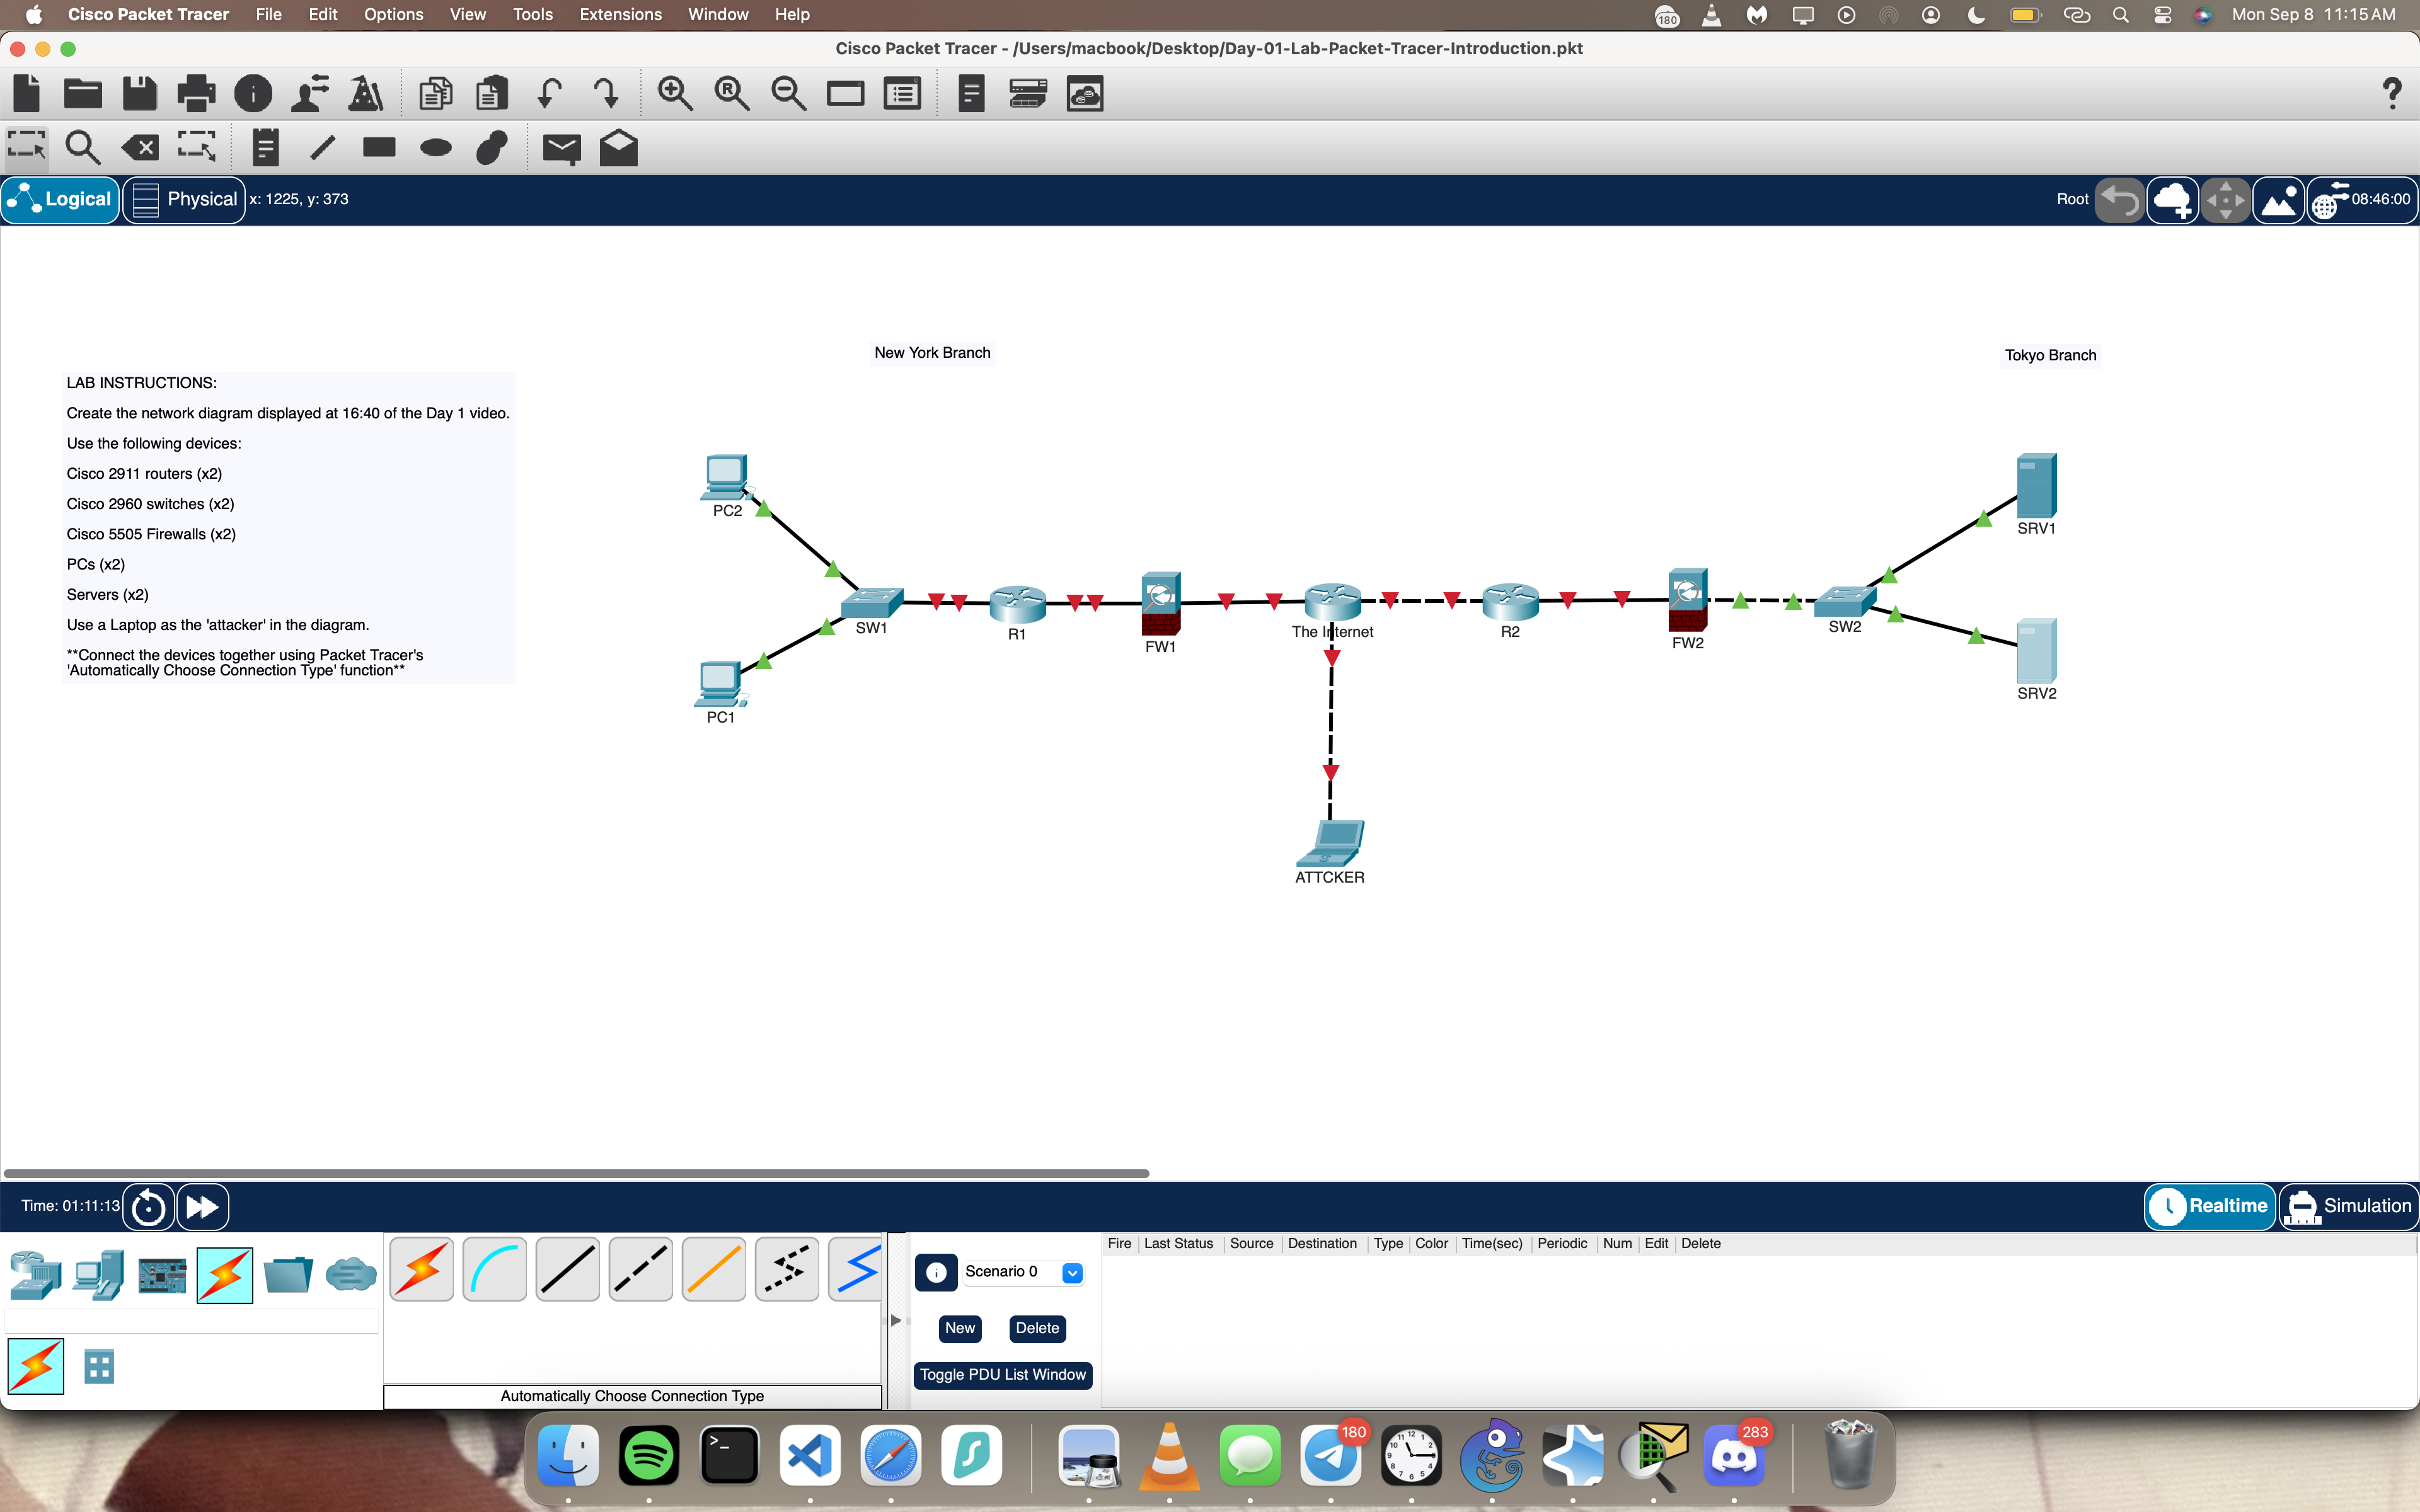 Cisco Packet Tracer File Edit Options View Tools Extensions Window Help 180 Mon Sep 8 11:15 AM
Cisco Packet Tracer - /Users/macbook/Desktop/Day-01-Lab-Packet-Tracer-Introduction.pkt
R ?
Logical Physical x: 1225, y: 373 Root 08:46:00
New York Branch
Tokyo Branch
LAB INSTRUCTIONS:
Create the network diagram displayed at 16:40 of the Day 1 video.
Use the following devices:
Cisco 2911 routers (x2)
Cisco 2960 switches (x2)
Cisco 5505 Firewalls (x2)
PCs (x2)
Servers (x2)
Use a Laptop as the 'attacker' in the diagram.
**Connect the devices together using Packet Tracer's
'Automatically Choose Connection Type' function**
PC2
SRV1
SW1
R1
FW1
The Internet
R2
FW2
SW2
SRV2
PC1
ATTCKER
Time: 01:11:13 Realtime Simulation
Fire Last Status Source Destination Type Color Time(sec) Periodic Num Edit Delete
Scenario 0
New Delete
Toggle PDU List Window
Automatically Choose Connection Type
180
283